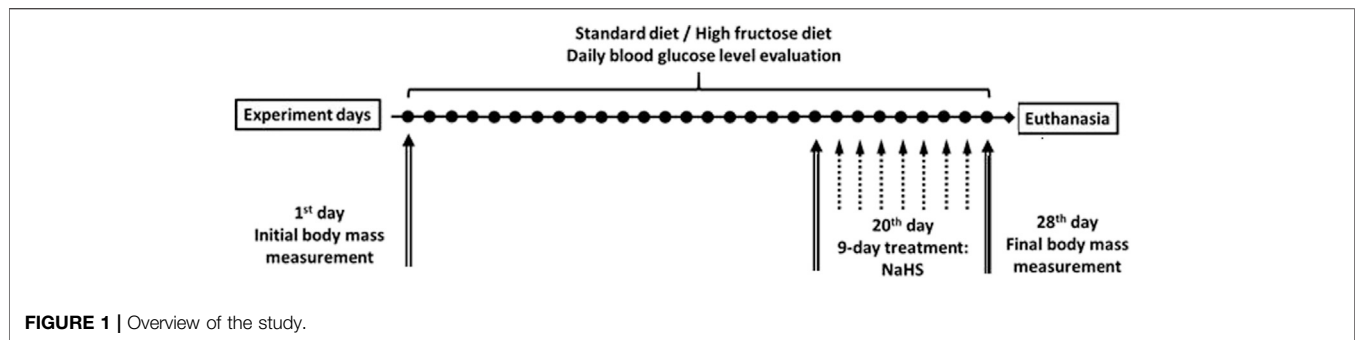 Standard diet / High fructose diet
Daily blood glucose level evaluation
Experiment days
Euthanasia
1st day
Initial body mass
measurement
20th day
9-day treatment:
NaHS
28th day
Final body mass
measurement
FIGURE 1 | Overview of the study.